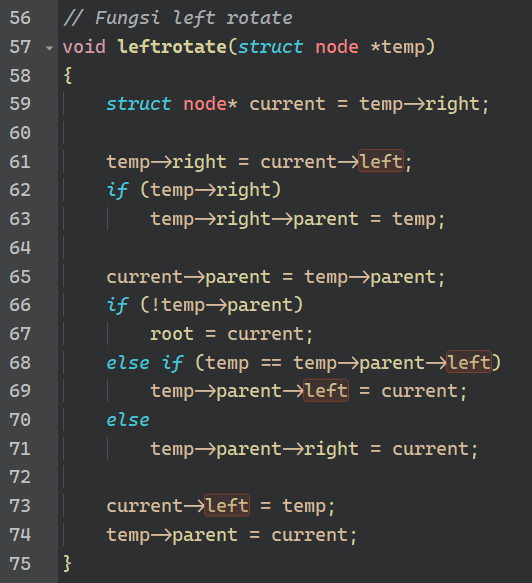 56 // Fungsi left rotate
57 void leftrotate(struct node *temp)
58 {
59     struct node* current = temp->right;
60
61     temp->right = current->left;
62     if (temp->right)
63         temp->right->parent = temp;
64
65     current->parent = temp->parent;
66     if (!temp->parent)
67         root = current;
68     else if (temp == temp->parent->left)
69         temp->parent->left = current;
70     else
71         temp->parent->right = current;
72
73     current->left = temp;
74     temp->parent = current;
75 }